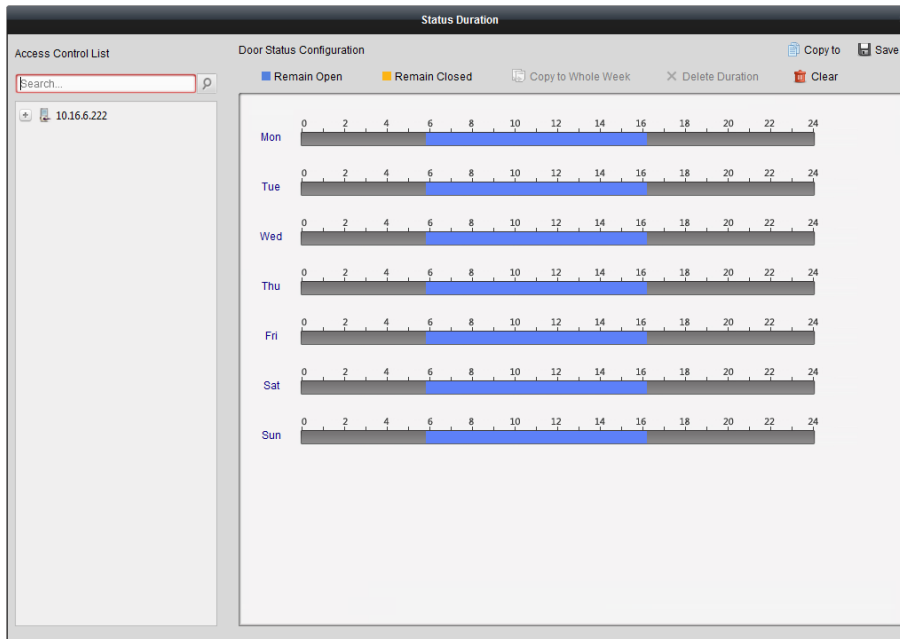 Status Duration
Access Control List
Search...
10.16.6.222
Door Status Configuration
Copy to Save
Remain Open Remain Closed Copy to Whole Week Delete Duration Clear
0 2 4 6 8 10 12 14 16 18 20 22 24
Mon
0 2 4 6 8 10 12 14 16 18 20 22 24
Tue
0 2 4 6 8 10 12 14 16 18 20 22 24
Wed
0 2 4 6 8 10 12 14 16 18 20 22 24
Thu
0 2 4 6 8 10 12 14 16 18 20 22 24
Fri
0 2 4 6 8 10 12 14 16 18 20 22 24
Sat
0 2 4 6 8 10 12 14 16 18 20 22 24
Sun